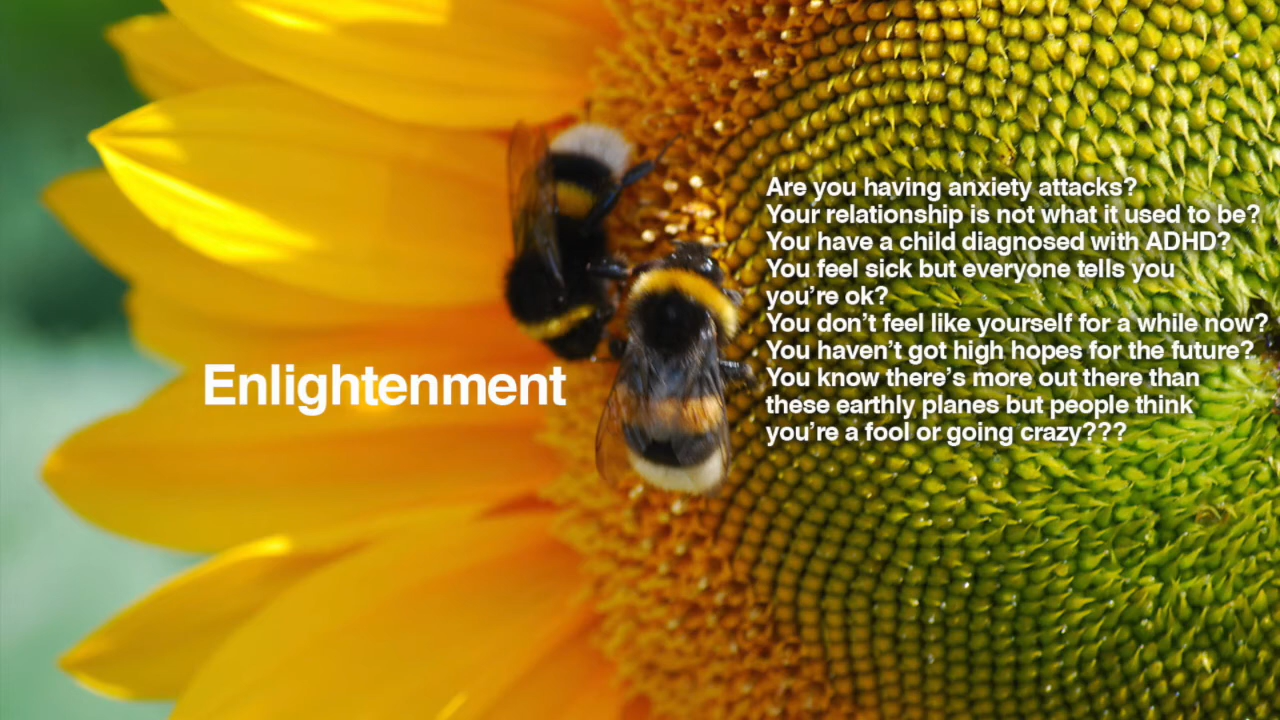 Enlightenment
Are you having anxiety attacks?
Your relationship is not what it used to be?
You have a child diagnosed with ADHD?
You feel sick but everyone tells you
you’re ok?
You don’t feel like yourself for a while now?
You haven’t got high hopes for the future?
You know there’s more out there than
these earthly planes but people think
you’re a fool or going crazy???